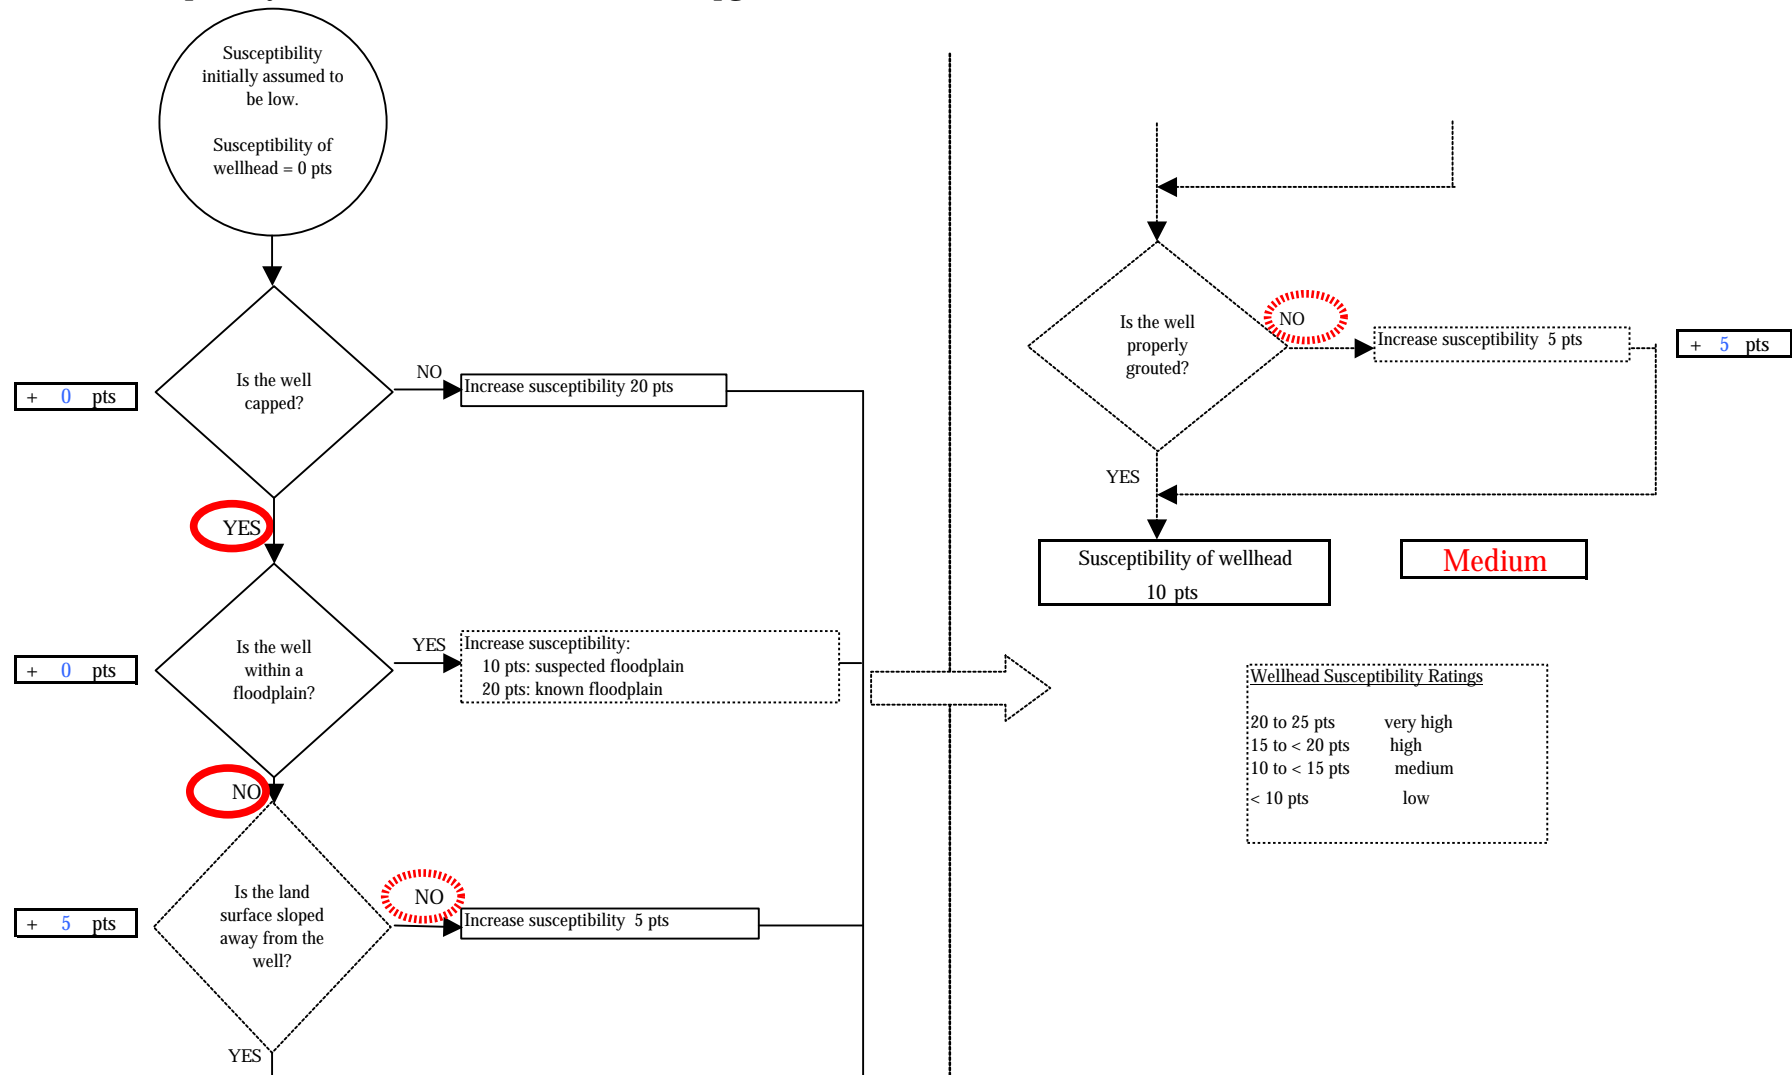 Susceptibility
initially assumed to
be low.
Susceptibility of
wellhead = 0 pts
Is the well
capped?
NO
Increase susceptibility 20 pts
+ 0 pts
YES
Is the well
within a
floodplain?
YES
Increase susceptibility:
10 pts: suspected floodplain
20 pts: known floodplain
+ 0 pts
NO
Is the land
surface sloped
away from the
well?
NO
Increase susceptibility 5 pts
+ 5 pts
YES
Is the well
properly
grouted?
NO
Increase susceptibility 5 pts
+ 5 pts
YES
Susceptibility of wellhead
10 pts
Medium
Wellhead Susceptibility Ratings
20 to 25 pts very high
15 to < 20 pts high
10 to < 15 pts medium
< 10 pts low